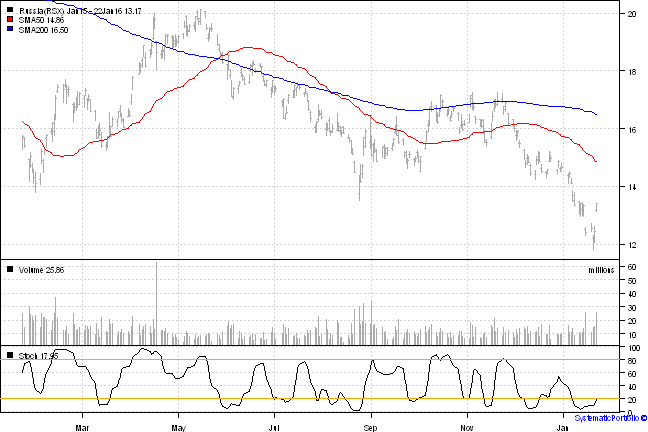 Russia(RSX) Jan15 - 22Jan16 13.17
SMA50 14.86
SMA200 16.50
20
18
16
14
12
Volume 25.86
millions
60
50
40
30
20
10
Stoch 17.95
100
80
60
40
20
0
Mar May Jul Sep Nov Jan
SystematicPortfolio ©